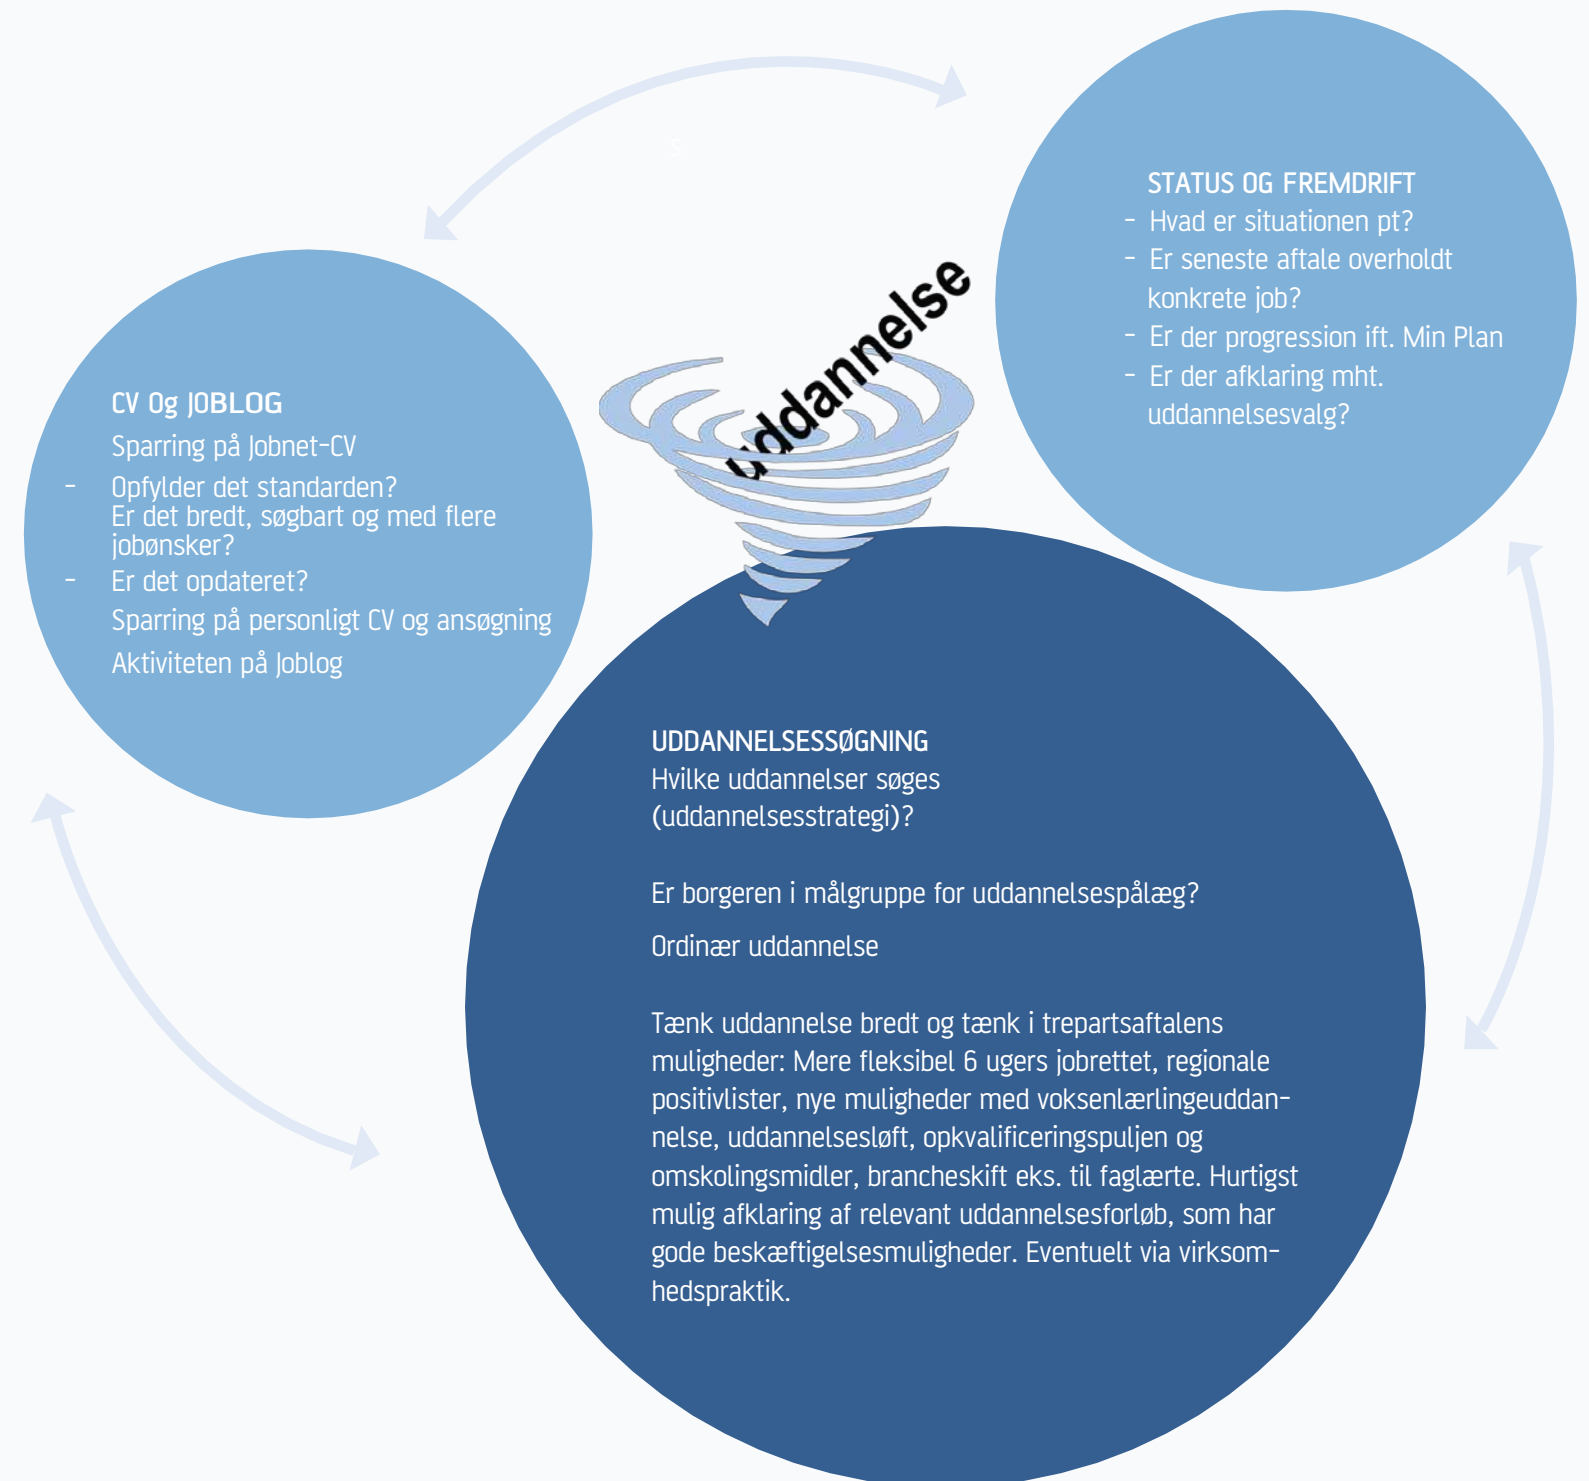 s
STATUS OG FREMDRIFT
- Hvad er situationen pt?
- Er seneste aftale overholdt
konkrete job?
- Er der progression ift. Min Plan
- Er der afklaring mht.
uddannelsesvalg?
uddannelse
CV Og JOBLOG
Sparring på Jobnet-CV
- Opfylder det standarden?
Er det bredt, søgbart og med flere
jobønsker?
- Er det opdateret?
Sparring på personligt CV og ansøgning
Aktiviteten på Joblog
UDDANNELSESSØGNING
Hvilke uddannelser søges
(uddannelsesstrategi)?
Er borgeren i målgruppe for uddannelsespålæg?
Ordinær uddannelse
Tænk uddannelse bredt og tænk i trepartsaftalens
muligheder: Mere fleksibel 6 ugers jobrettet, regionale
positivlister, nye muligheder med voksenlærlingeuddan-
nelse, uddannelsesløft, opkvalificeringspuljen og
omskolingsmidler, brancheskift eks. til faglærte. Hurtigst
mulig afklaring af relevant uddannelsesforløb, som har
gode beskæftigelsesmuligheder. Eventuelt via virksom-
hedspraktik.